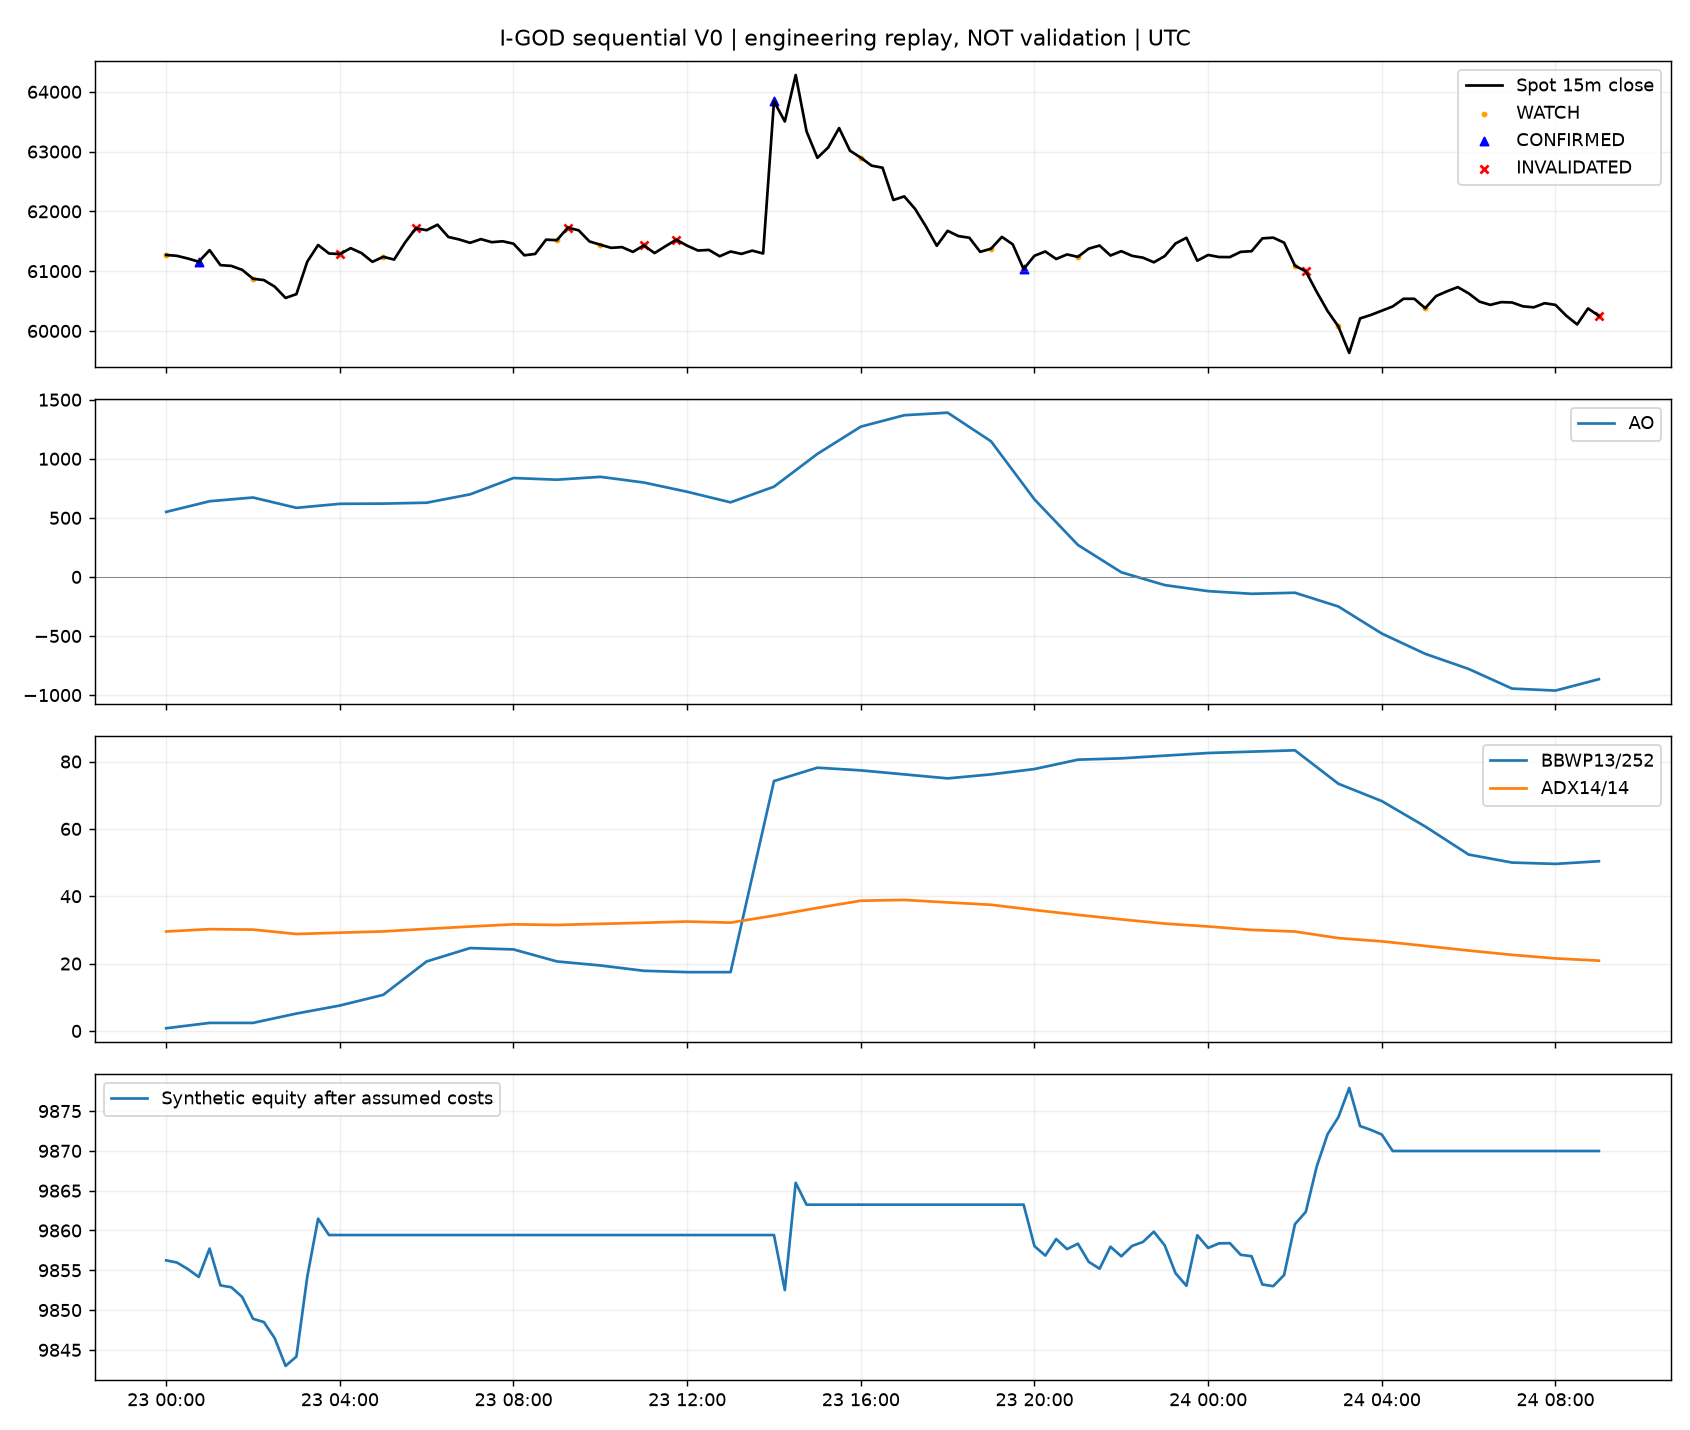 I-GOD sequential V0 | engineering replay, NOT validation | UTC
64000
63000
62000
61000
60000
Spot 15m close
WATCH
CONFIRMED
INVALIDATED
1500
1000
500
0
−500
−1000
AO
80
60
40
20
0
BBWP13/252
ADX14/14
Synthetic equity after assumed costs
9875
9870
9865
9860
9855
9850
9845
23 00:00 23 04:00 23 08:00 23 12:00 23 16:00 23 20:00 24 00:00 24 04:00 24 08:00